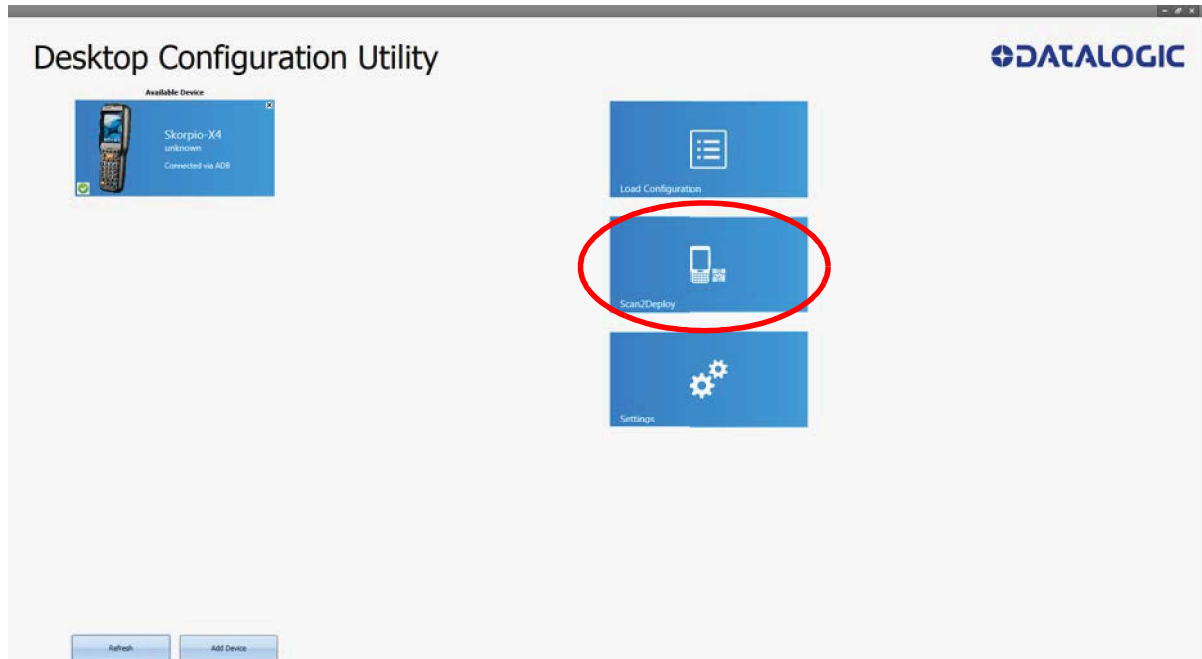 Desktop Configuration Utility
DATALOGIC
Available Device
Skorpio-X4
unknown
Connected via ADB
Load Configuration
Scan2Deploy
Settings
Refresh
Add Device